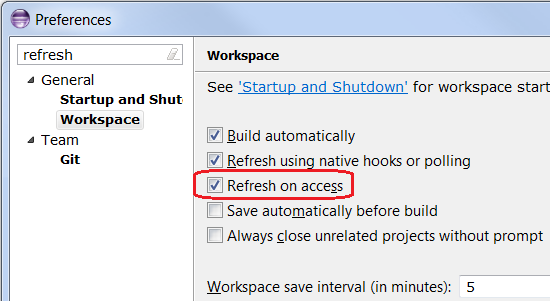 Preferences
refresh
Workspace
General
Startup and Shut
Workspace
Team
Git
See 'Startup and Shutdown' for workspace start
Build automatically
Refresh using native hooks or polling
Refresh on access
Save automatically before build
Always close unrelated projects without prompt
Workspace save interval (in minutes): 5